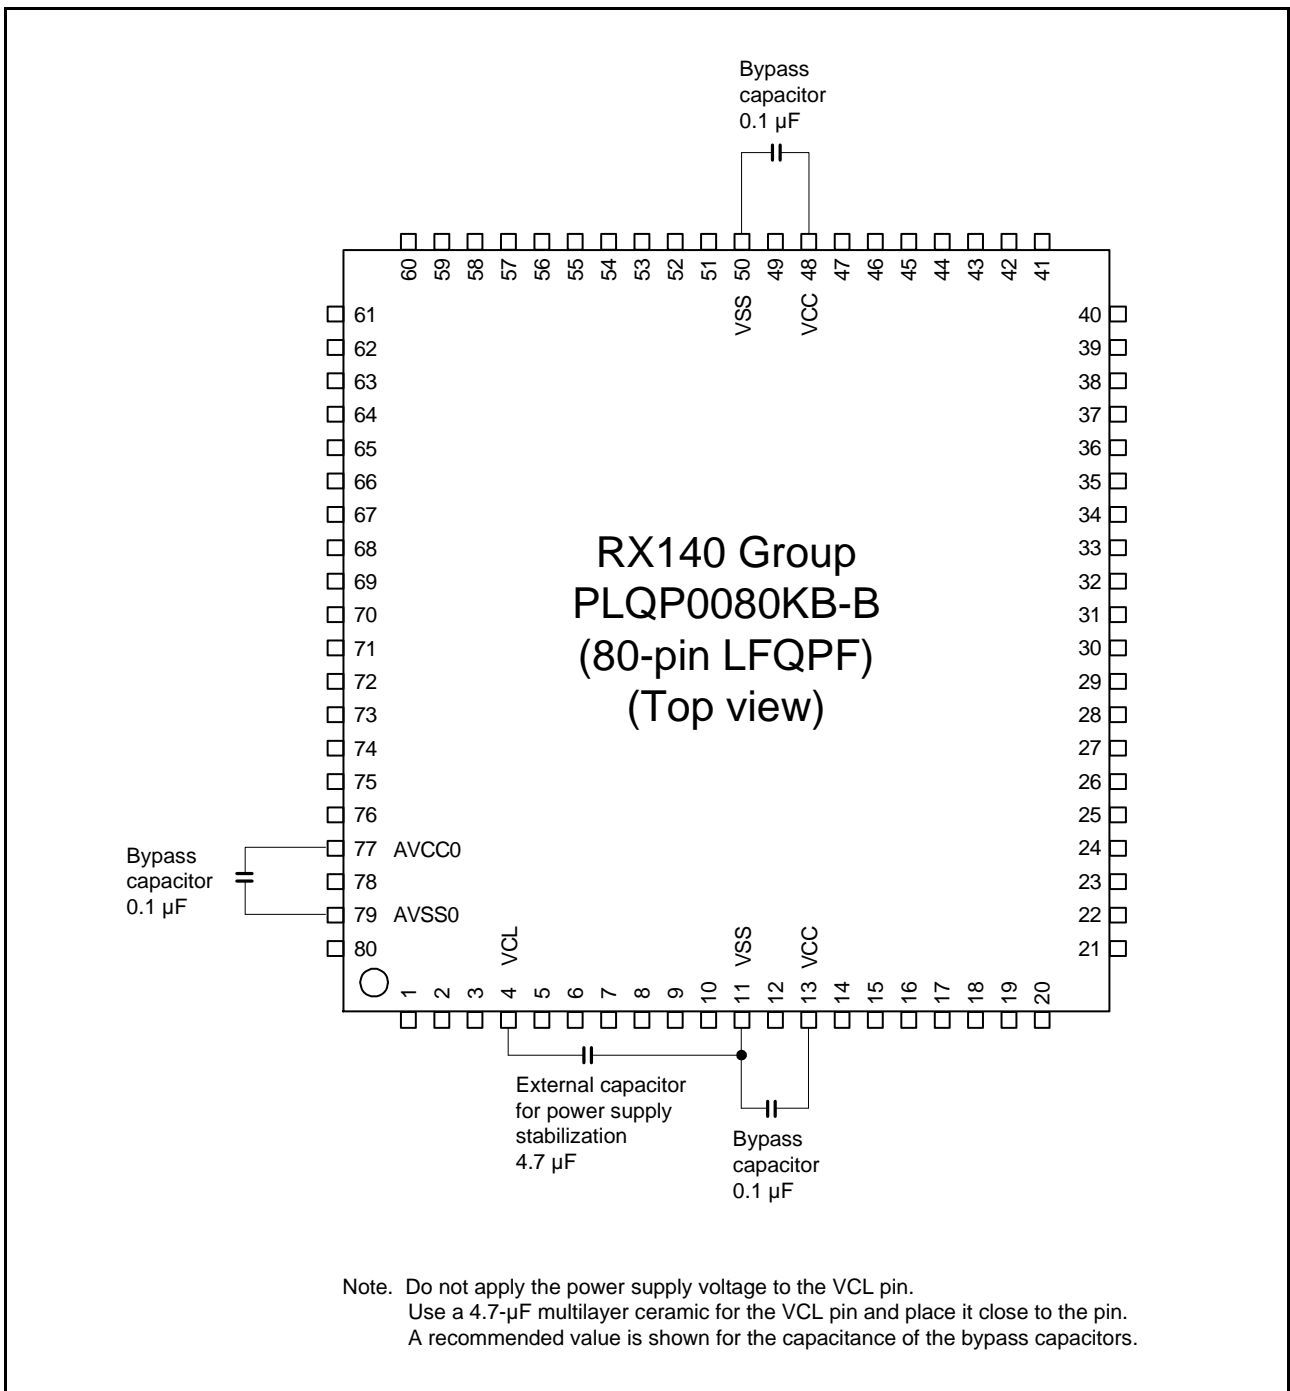 Bypass
capacitor
0.1 µF
60 59 58 57 56 55 54 53 52 51 50 49 48 47 46 45 44 43 42 41
VSS VCC
61 40
62 39
63 38
64 37
65 36
66 35
67 34
68 33
69 32
70 31
71 30
72 29
73 28
74 27
75 26
76 25
77 AVCC0 24
78 23
79 AVSS0 22
80 21
RX140 Group
PLQP0080KB-B
(80-pin LFQPF)
(Top view)
Bypass
capacitor
0.1 µF
VCL VSS VCC
1 2 3 4 5 6 7 8 9 10 11 12 13 14 15 16 17 18 19 20
External capacitor
for power supply
stabilization
4.7 µF
Bypass
capacitor
0.1 µF
Note. Do not apply the power supply voltage to the VCL pin.
Use a 4.7-µF multilayer ceramic for the VCL pin and place it close to the pin.
A recommended value is shown for the capacitance of the bypass capacitors.